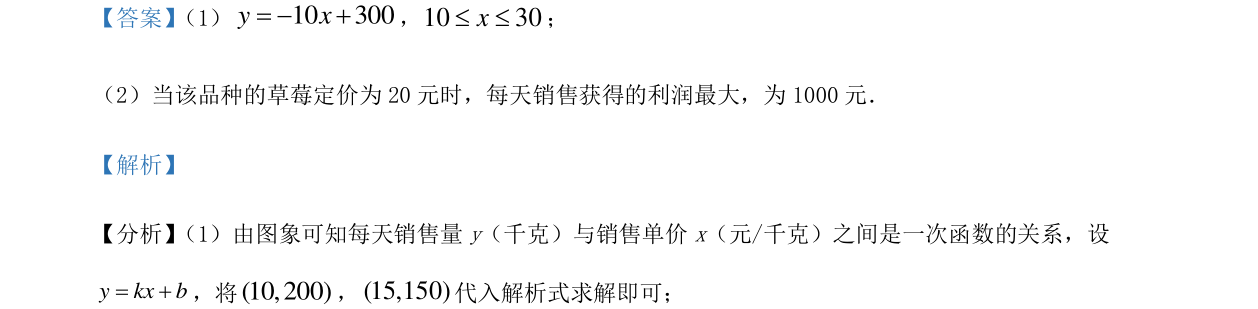 【答案】（1） y＝−10x＋300，10 ≤ x ≤ 30；
（2）当该品种的草莓定价为 20 元时，每天销售获得的利润最大，为 1000 元．
【解析】
【分析】（1）由图象可知每天销售量 y（千克）与销售单价 x（元/千克）之间是一次函数的关系，设
y＝kx＋b，将(10,200)，(15,150)代入解析式求解即可；